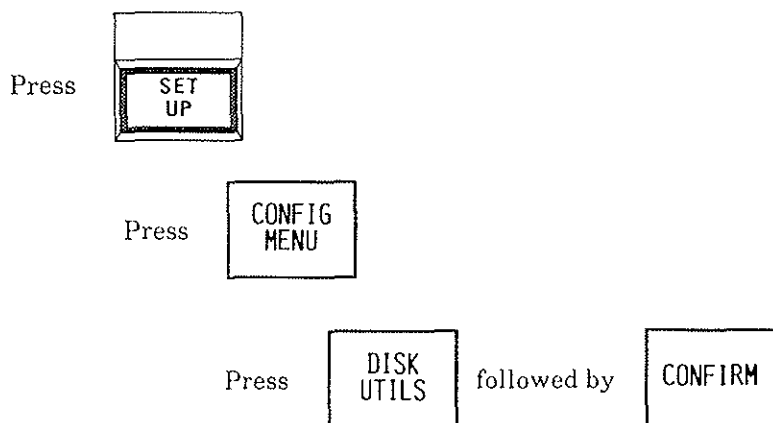 Press SET
UP
Press CONFIG
MENU
Press DISK
UTILS followed by CONFIRM